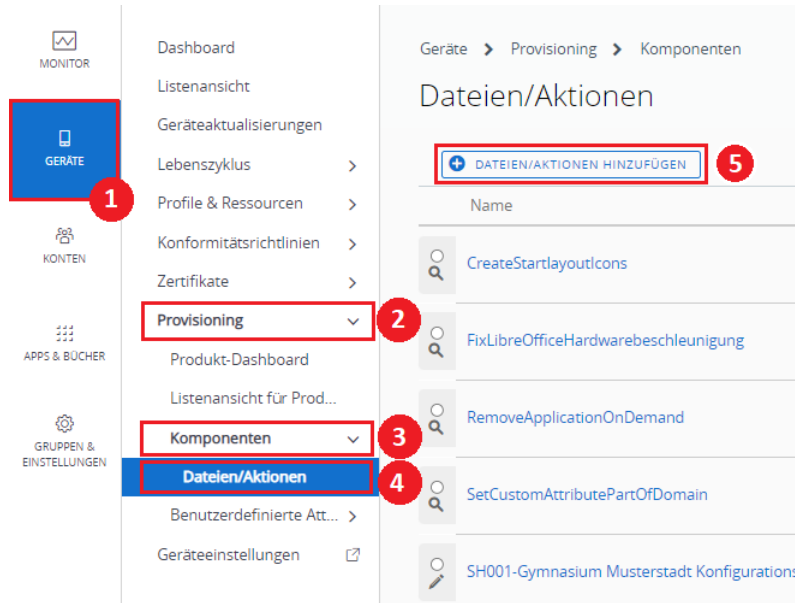 MONITOR
GERÄTE
1
KONTEN
APPS & BÜCHER
GRUPPEN &
EINSTELLUNGEN
Dashboard
Listenansicht
Geräteaktualisierungen
Lebenszyklus
Profile & Ressourcen
Konformitätsrichtlinien
Zertifikate
Provisioning
2
Produkt-Dashboard
Listenansicht für Prod...
Komponenten
3
Dateien/Aktionen
4
Benutzerdefinierte Att...
Geräteeinstellungen
Geräte > Provisioning > Komponenten
Dateien/Aktionen
DATEIEN/AKTIONEN HINZUFÜGEN
5
Name
CreateStartlayoutIcons
FixLibreOfficeHardwarebeschleunigung
RemoveApplicationOnDemand
SetCustomAttributePartOfDomain
SH001-Gymnasium Musterstadt Konfigurations